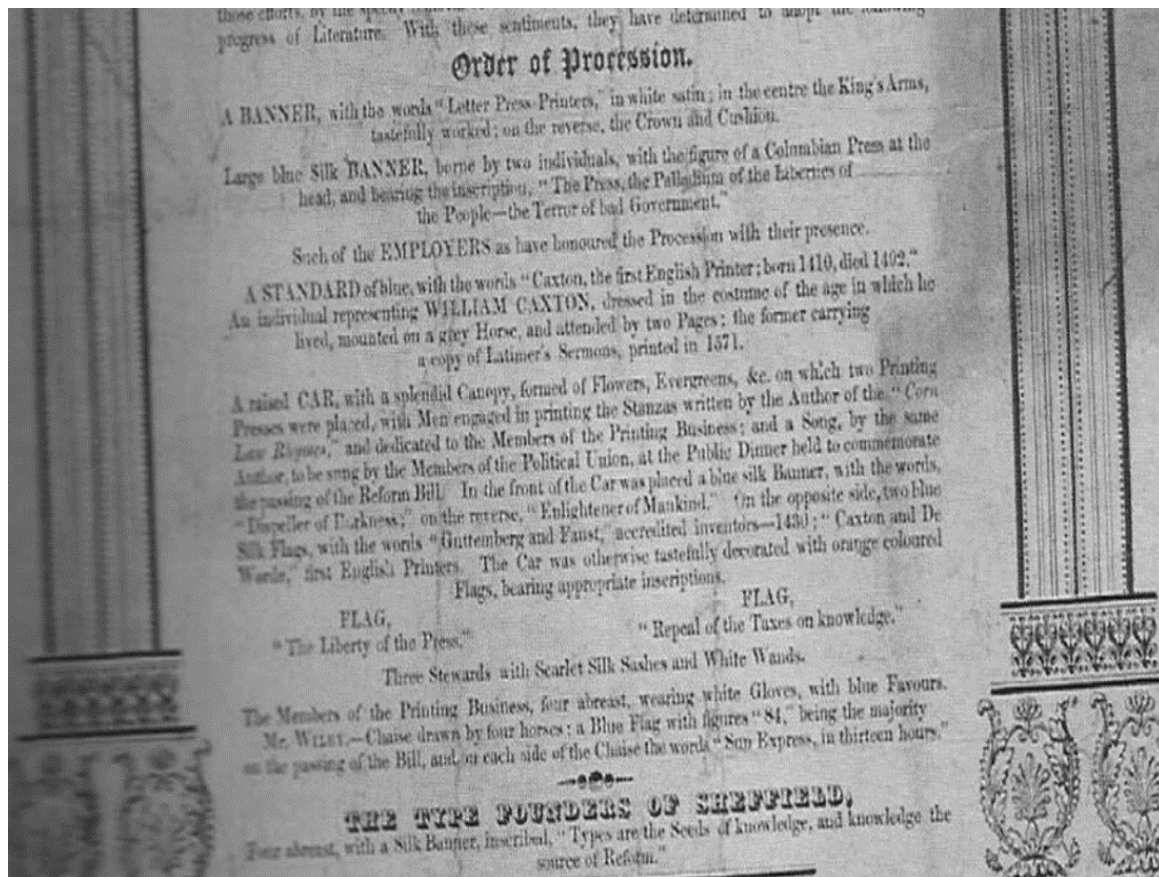 those efforts, by the
progress of Literature. With these sentiments, they have determined to adopt the following
Order of Procession.
A BANNER, with the words "Letter Press Printers," in white satin; in the centre the King's Arms,
tastefully worked; on the reverse, the Crown and Cushion.
Large blue Silk BANNER, borne by two individuals, with the figure of a Columbian Press at the
head, and bearing the inscription, "The Press, the Palladium of the Liberties of
the People—the Terror of bad Government."
Such of the EMPLOYERS as have honoured the Procession with their presence.
A STANDARD of blue, with the words "Caxton, the first English Printer; born 1410, died 1492."
An individual representing WILLIAM CAXTON, dressed in the costume of the age in which he
lived, mounted on a grey Horse, and attended by two Pages; the former carrying
a copy of Latimer's Sermons, printed in 1571.
A raised CAR, with a splendid Canopy, formed of Flowers, Evergreens, &c. on which two Printing
Presses were placed, with Men engaged in printing the Stanzas written by the Author of the "Corn
Law Rhymes," and dedicated to the Members of the Printing Business; and a Song, by the same
Author, to be sung by the Members of the Political Union, at the Public Dinner held to commemorate
the passing of the Reform Bill. In the front of the Car was placed a blue silk Banner, with the words,
"Dispeller of Darkness;" on the reverse, "Enlightener of Mankind." On the opposite side, two blue
Silk Flags, with the words "Guttemberg and Faust," accredited inventors—1430; "Caxton and De
Worde," first English Printers. The Car was otherwise tastefully decorated with orange coloured
Flags, bearing appropriate inscriptions.
FLAG, FLAG,
"The Liberty of the Press." "Repeal of the Taxes on knowledge."
Three Stewards with Scarlet Silk Sashes and White Wands.
The Members of the Printing Business, four abreast, wearing white Gloves, with blue Favours.
Mr. WILEY.—Chaise drawn by four horses; a Blue Flag with figures "84," being the majority
on the passing of the Bill, and, on each side of the Chaise the words "Sun Express, in thirteen hours."
THE TYPE FOUNDERS OF SHEFFIELD,
Four abreast, with a Silk Banner, inscribed, "Types are the Seeds of knowledge, and knowledge the
source of Reform."